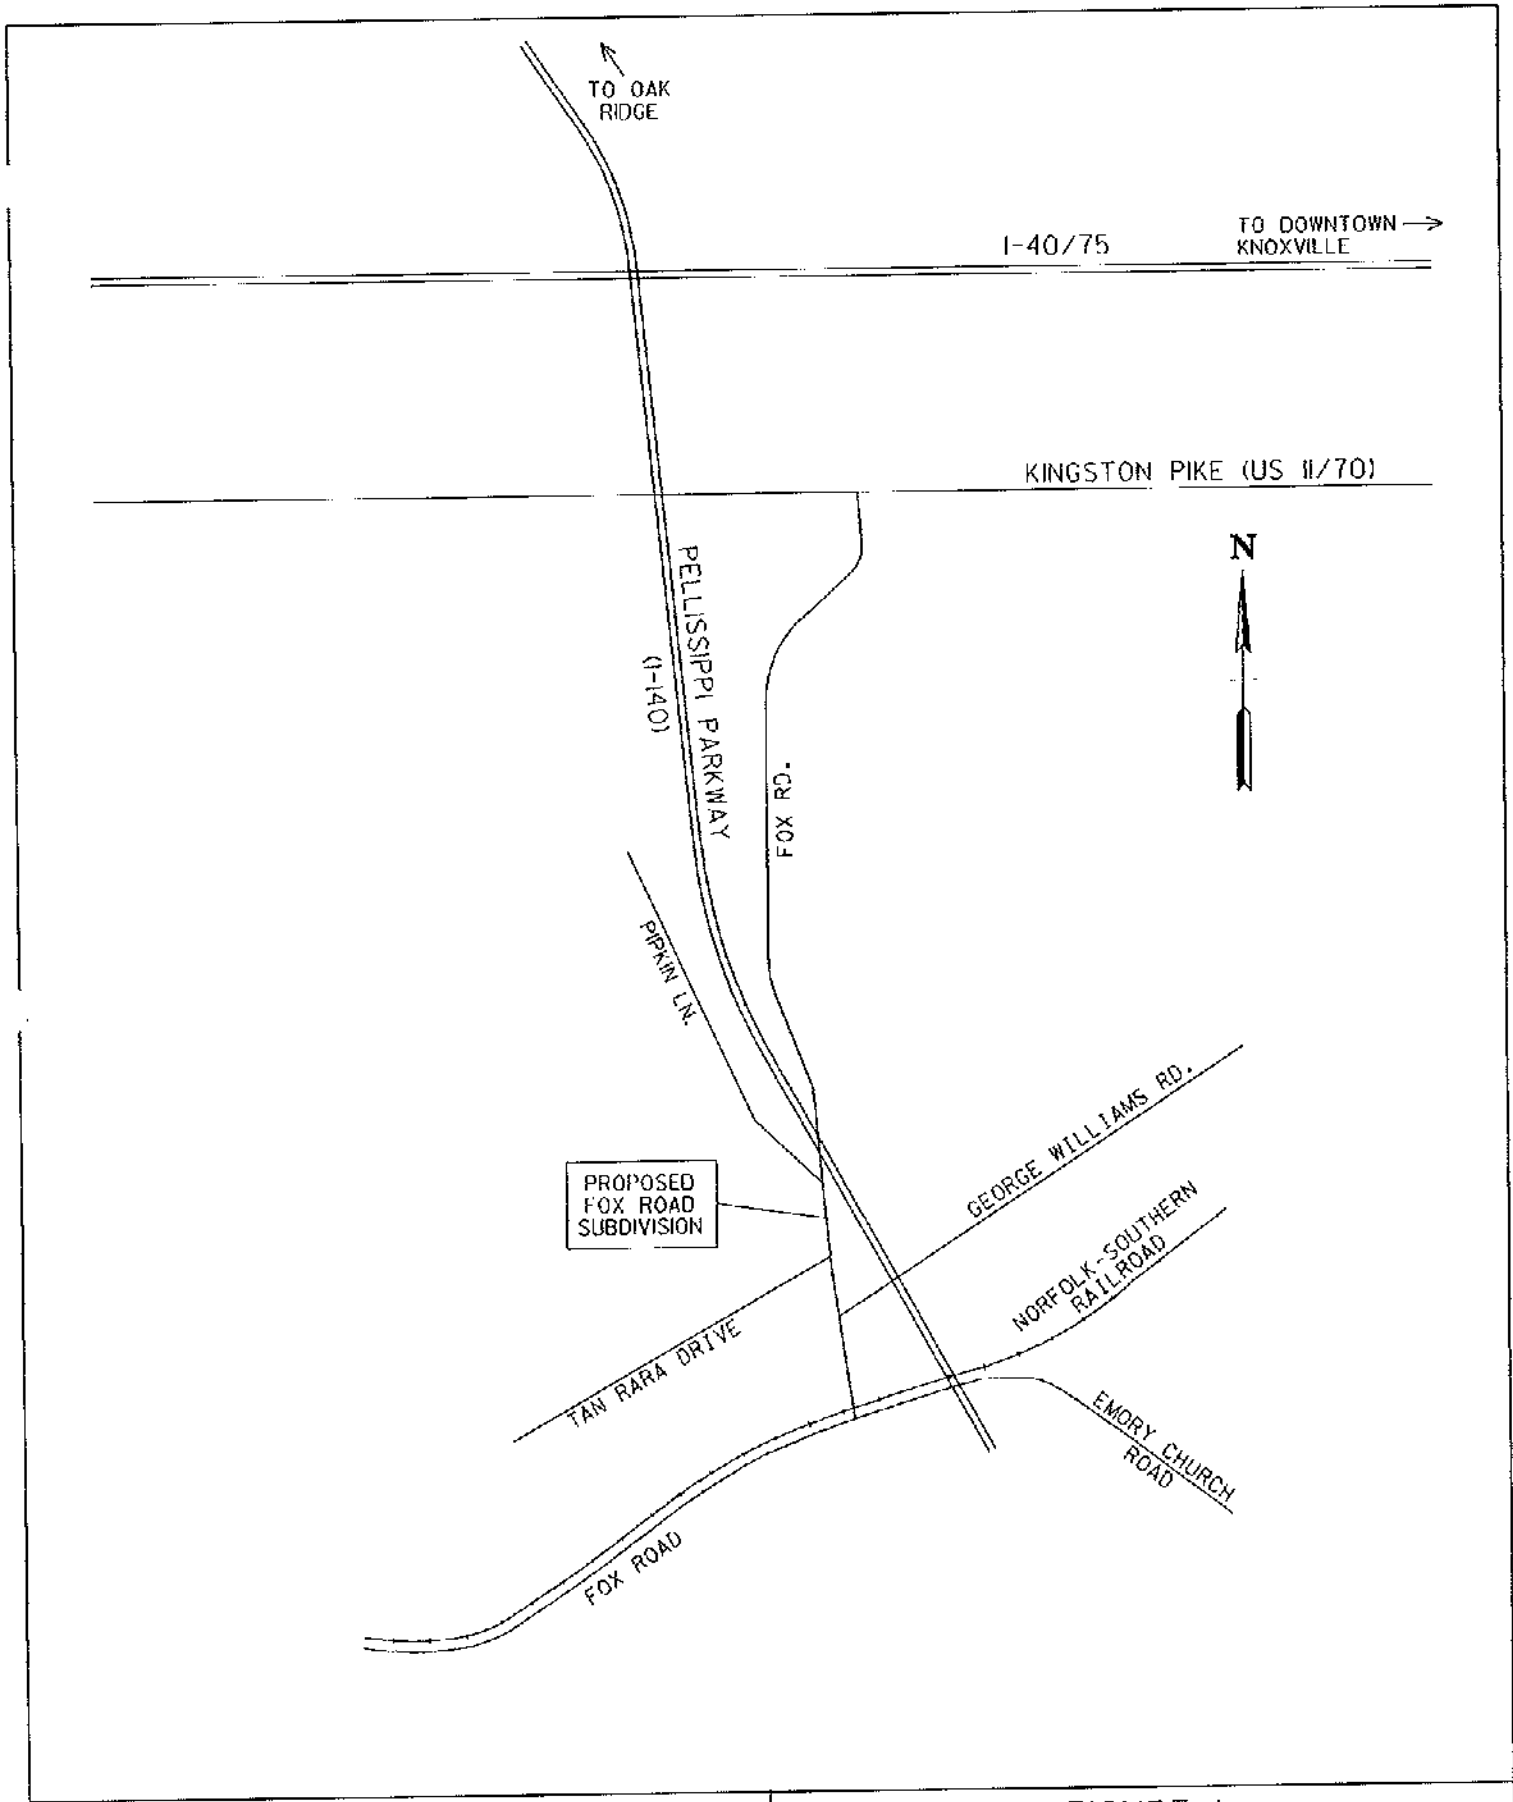 TO OAK
RIDGE
I-40/75
TO DOWNTOWN
KNOXVILLE
KINGSTON PIKE (US 11/70)
N
PELLISSIPPI PARKWAY
(I-140)
FOX RD.
PIPKIN LN.
GEORGE WILLIAMS RD.
PROPOSED
FOX ROAD
SUBDIVISION
NORFOLK-SOUTHERN
RAILROAD
TAN RARA DRIVE
EMORY CHURCH
ROAD
FOX ROAD